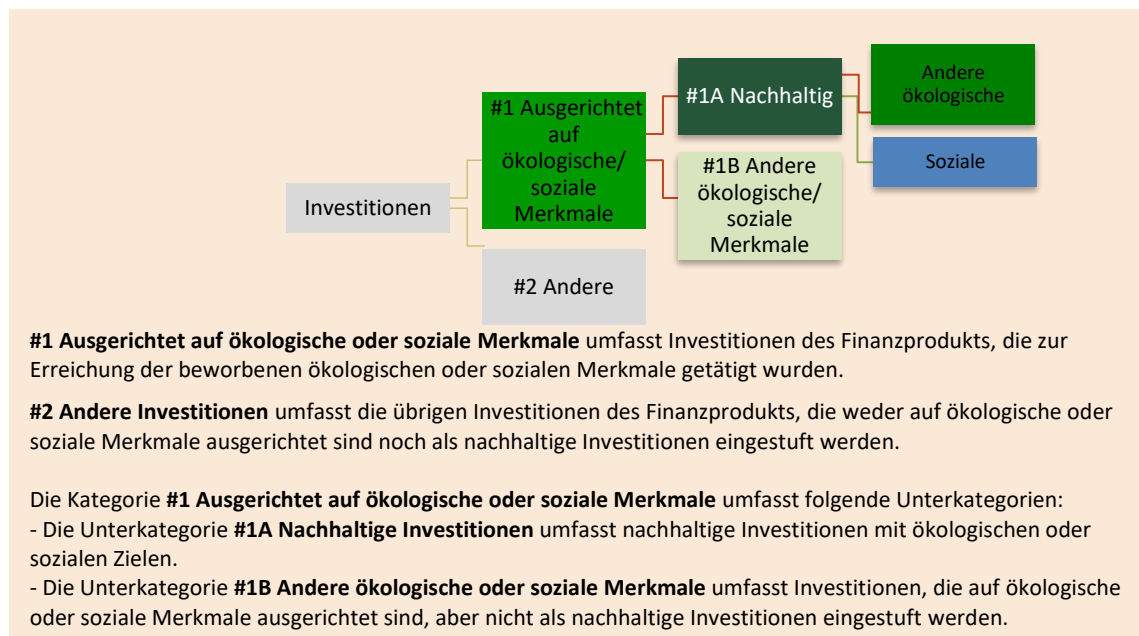 Investitionen
#1 Ausgerichtet
auf
ökologische/
soziale
Merkmale
#2 Andere
#1A Nachhaltig
#1B Andere
ökologische/
soziale
Merkmale
Andere
ökologische
Soziale
#1 Ausgerichtet auf ökologische oder soziale Merkmale umfasst Investitionen des Finanzprodukts, die zur
Erreichung der beworbenen ökologischen oder sozialen Merkmale getätigt wurden.
#2 Andere Investitionen umfasst die übrigen Investitionen des Finanzprodukts, die weder auf ökologische oder
soziale Merkmale ausgerichtet sind noch als nachhaltige Investitionen eingestuft werden.
Die Kategorie #1 Ausgerichtet auf ökologische oder soziale Merkmale umfasst folgende Unterkategorien:
- Die Unterkategorie #1A Nachhaltige Investitionen umfasst nachhaltige Investitionen mit ökologischen oder
sozialen Zielen.
- Die Unterkategorie #1B Andere ökologische oder soziale Merkmale umfasst Investitionen, die auf ökologische
oder soziale Merkmale ausgerichtet sind, aber nicht als nachhaltige Investitionen eingestuft werden.